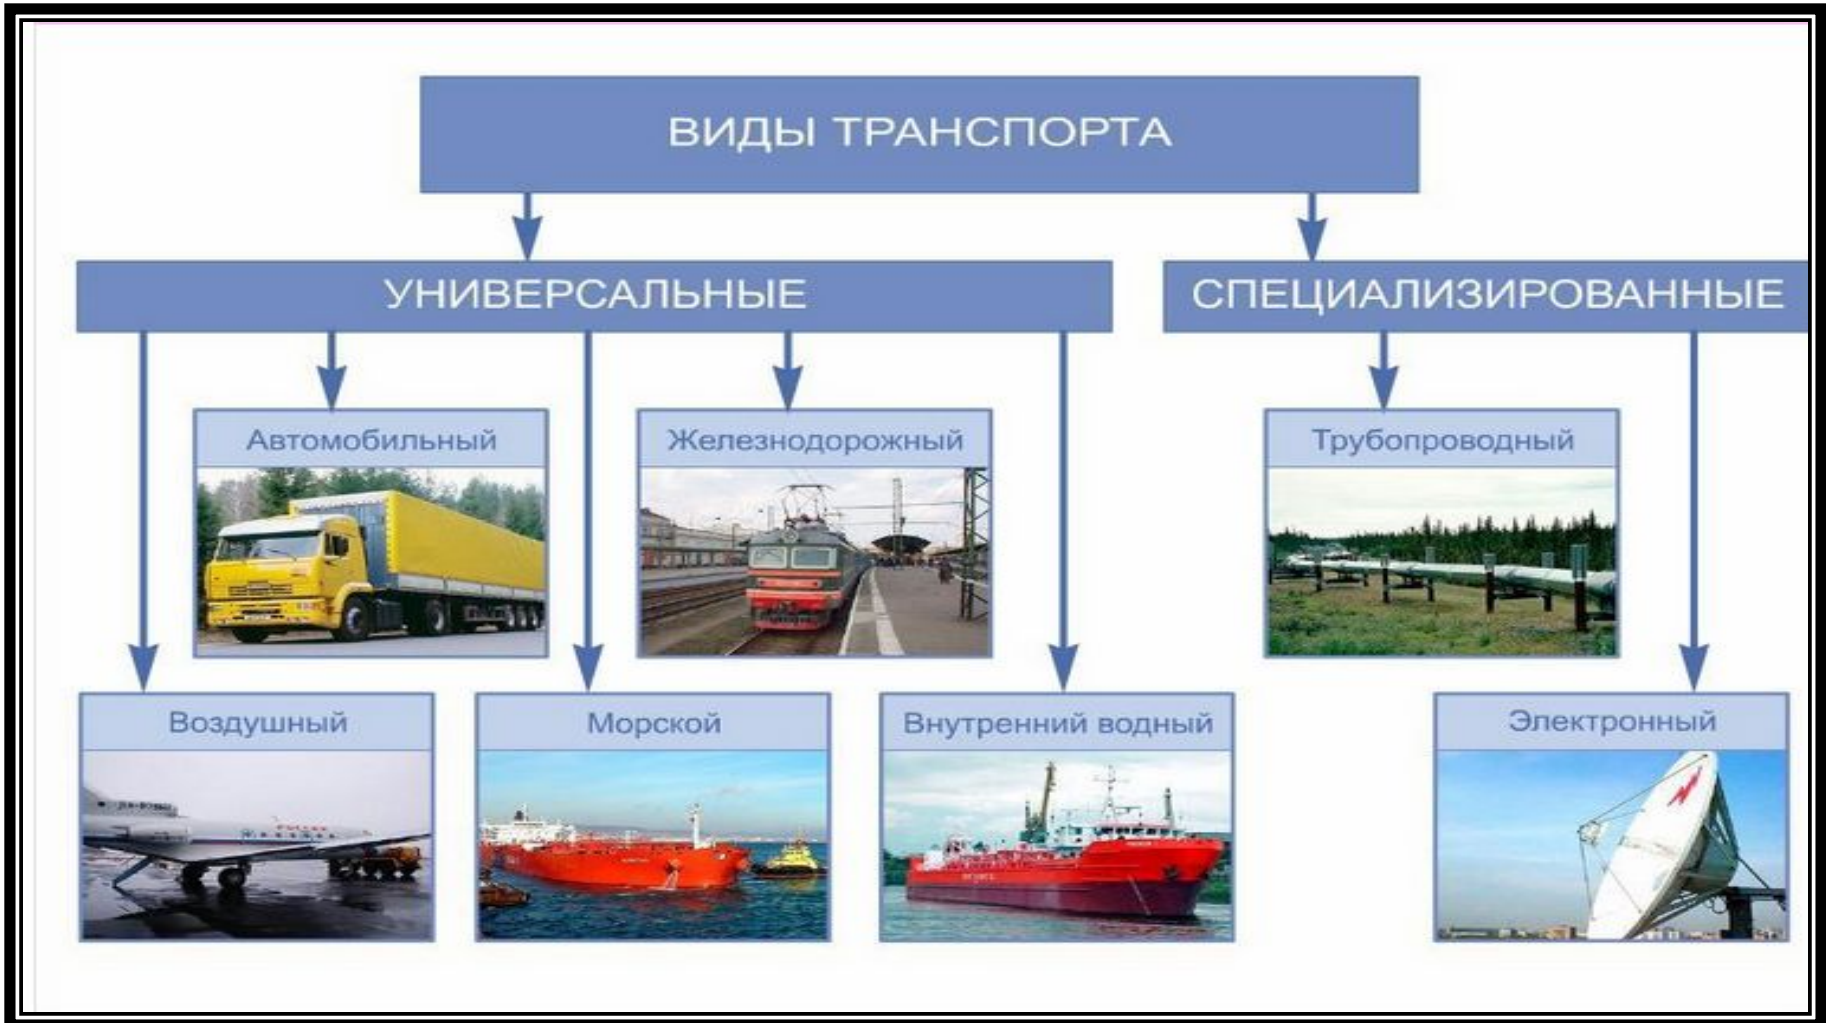 ВИДЫ ТРАНСПОРТА
УНИВЕРСАЛЬНЫЕ
СПЕЦИАЛИЗИРОВАННЫЕ
Автомобильный
Железнодорожный
Трубопроводный
Воздушный
Морской
Внутренний водный
Электронный